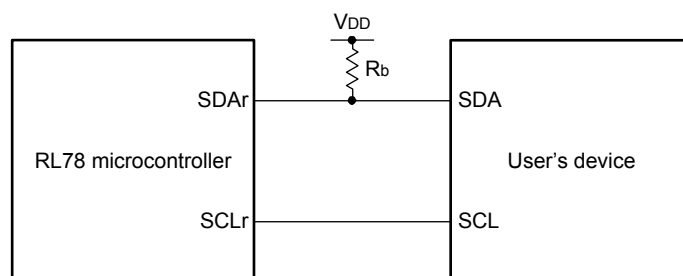 VDD
Rb
SDAr
SDA
RL78 microcontroller
User's device
SCLr
SCL